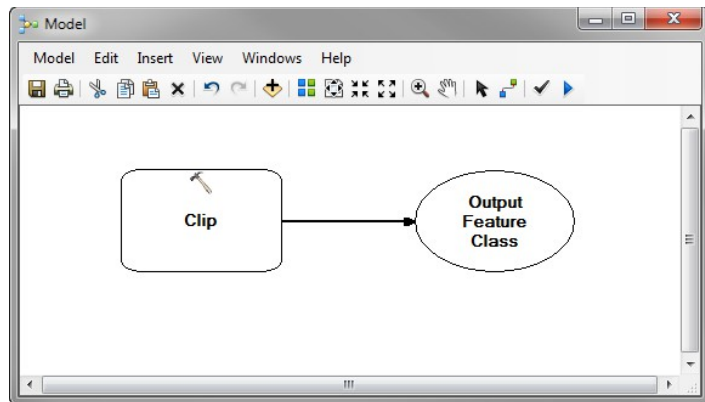 Model
Model Edit Insert View Windows Help
Clip
Output
Feature
Class